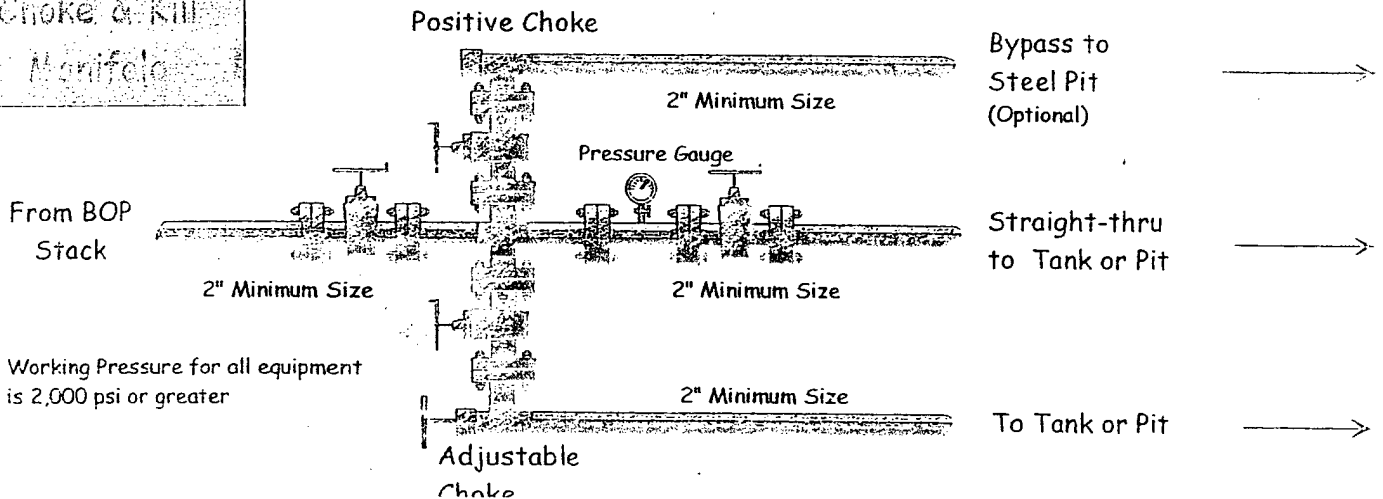 Choke & Kill
Manifold
Positive Choke
Bypass to
Steel Pit
(Optional)
2" Minimum Size
Pressure Gauge
From BOP
Stack
Straight-thru
to Tank or Pit
2" Minimum Size
2" Minimum Size
Working Pressure for all equipment
is 2,000 psi or greater
2" Minimum Size
To Tank or Pit
Adjustable
Choke